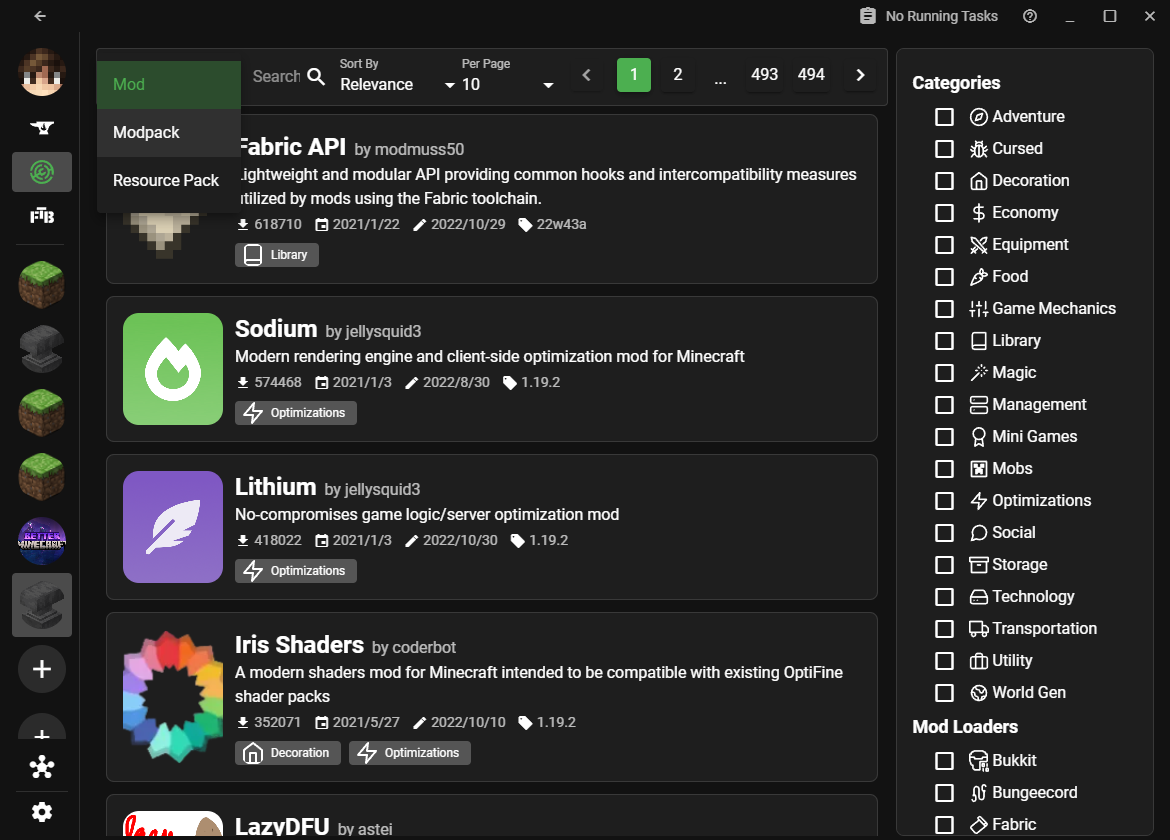 No Running Tasks
Mod
Modpack
Resource Pack
Search
Sort By
Relevance
Per Page
10
1
2
...
493
494
FTB
BETTER
MINECRAFT
Fabric API by modmuss50
Lightweight and modular API providing common hooks and intercompatibility measures
utilized by mods using the Fabric toolchain.
618710 2021/1/22 2022/10/29 22w43a
Library
Sodium by jellysquid3
Modern rendering engine and client-side optimization mod for Minecraft
574468 2021/1/3 2022/8/30 1.19.2
Optimizations
Lithium by jellysquid3
No-compromises game logic/server optimization mod
418022 2021/1/3 2022/10/30 1.19.2
Optimizations
Iris Shaders by coderbot
A modern shaders mod for Minecraft intended to be compatible with existing OptiFine
shader packs
352071 2021/5/27 2022/10/10 1.19.2
Decoration Optimizations
Lazy
LazyDFU by astei
Categories
Adventure
Cursed
Decoration
Economy
Equipment
Food
Game Mechanics
Library
Magic
Management
Mini Games
Mobs
Optimizations
Social
Storage
Technology
Transportation
Utility
World Gen
Mod Loaders
Bukkit
Bungeecord
Fabric